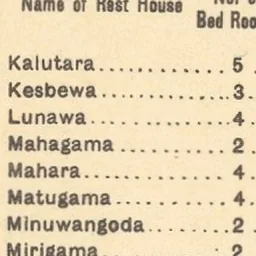 Name of Rest House
Bed
Kalutara............ 5
Kesbewa............. 3
Lunawa.............. 4
Mahagama ........... 2
Mahara.............. 4
Matugama............ 4
Minuwangoda......... 2
Mirigama............ 2